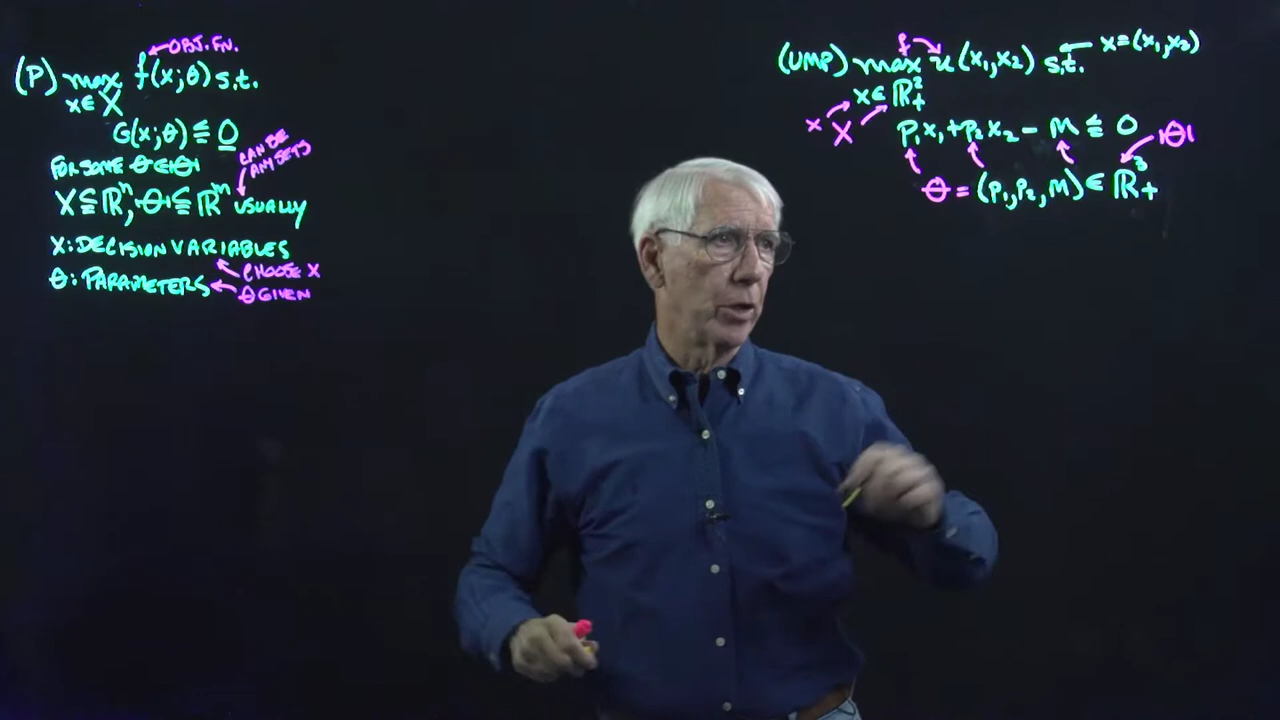 OBJ. FN.
(P) max f(x;θ) s.t.
x∈X
G(x;θ) ≦ 0
CAN BE
ANY SETS
FOR SOME θ∈Θ
X⊆ℝⁿ, Θ⊆ℝᵐ USUALLY
X: DECISION VARIABLES
CHOOSE X
θ: PARAMETERS
θ GIVEN
f
(UMP) max u(x₁,x₂) s.t. x=(x₁,x₂)
x∈ℝ²₊
x X
p₁x₁+p₂x₂-M ≦ 0
Θ
θ=(p₁,p₂,M)∈ℝ³₊